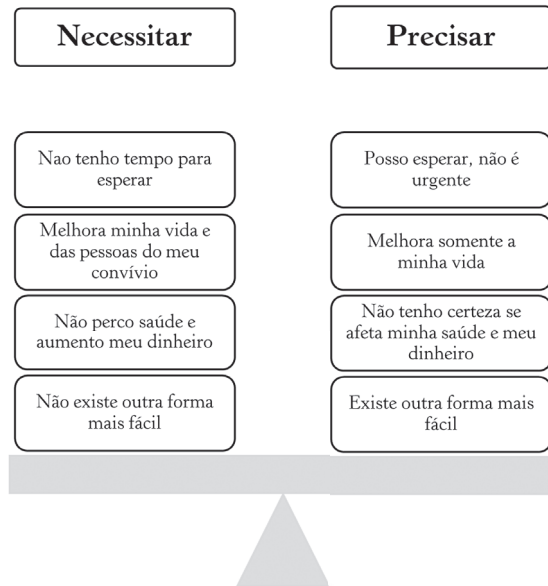 Necessitar
Precisar
Nao tenho tempo para
esperar
Posso esperar, não é
urgente
Melhora minha vida e
das pessoas do meu
convívio
Melhora somente a
minha vida
Não perco saúde e
aumento meu dinheiro
Não tenho certeza se
afeta minha saúde e meu
dinheiro
Não existe outra forma
mais fácil
Existe outra forma mais
fácil